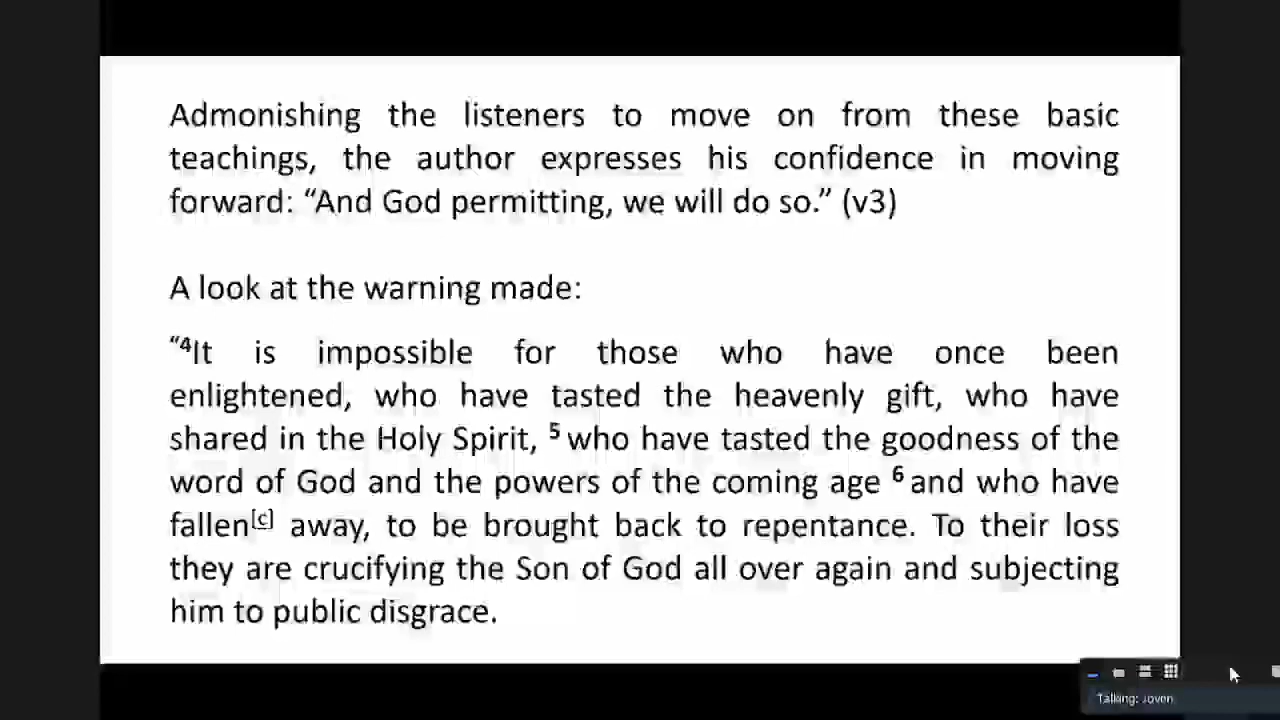 Admonishing the listeners to move on from these basic
teachings, the author expresses his confidence in moving
forward: “And God permitting, we will do so.” (v3)
A look at the warning made:
“4It is impossible for those who have once been
enlightened, who have tasted the heavenly gift, who have
shared in the Holy Spirit, 5 who have tasted the goodness of the
word of God and the powers of the coming age 6 and who have
fallen[c] away, to be brought back to repentance. To their loss
they are crucifying the Son of God all over again and subjecting
him to public disgrace.
Talking: Joven